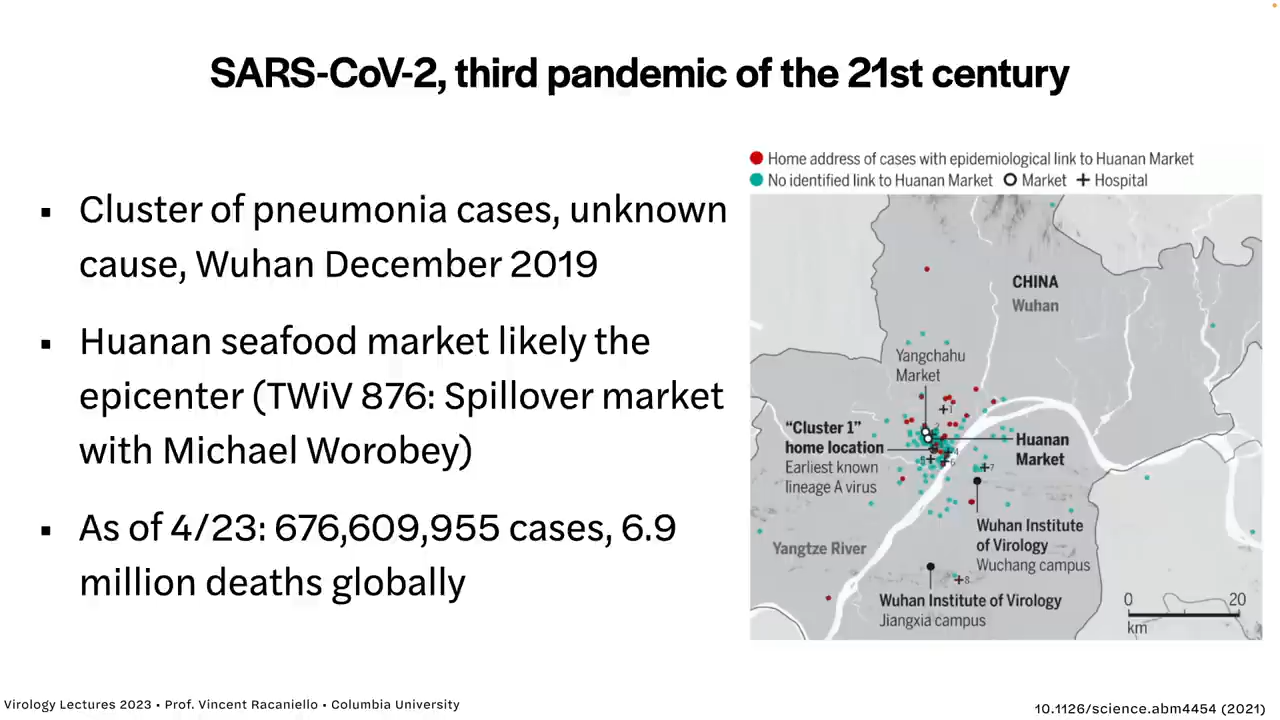 SARS-CoV-2, third pandemic of the 21st century
▪ Cluster of pneumonia cases, unknown
cause, Wuhan December 2019
▪ Huanan seafood market likely the
epicenter (TWiV 876: Spillover market
with Michael Worobey)
▪ As of 4/23: 676,609,955 cases, 6.9
million deaths globally
Home address of cases with epidemiological link to Huanan Market
No identified link to Huanan Market Market Hospital
CHINA
Wuhan
Yangchahu
Market
1
“Cluster 1”
home location
Earliest known
lineage A virus
Huanan
Market
4
6
7
Wuhan Institute
of Virology
Wuchang campus
Yangtze River
8
Wuhan Institute of Virology
Jiangxia campus
0 20
km
Virology Lectures 2023 • Prof. Vincent Racaniello • Columbia University
10.1126/science.abm4454 (2021)